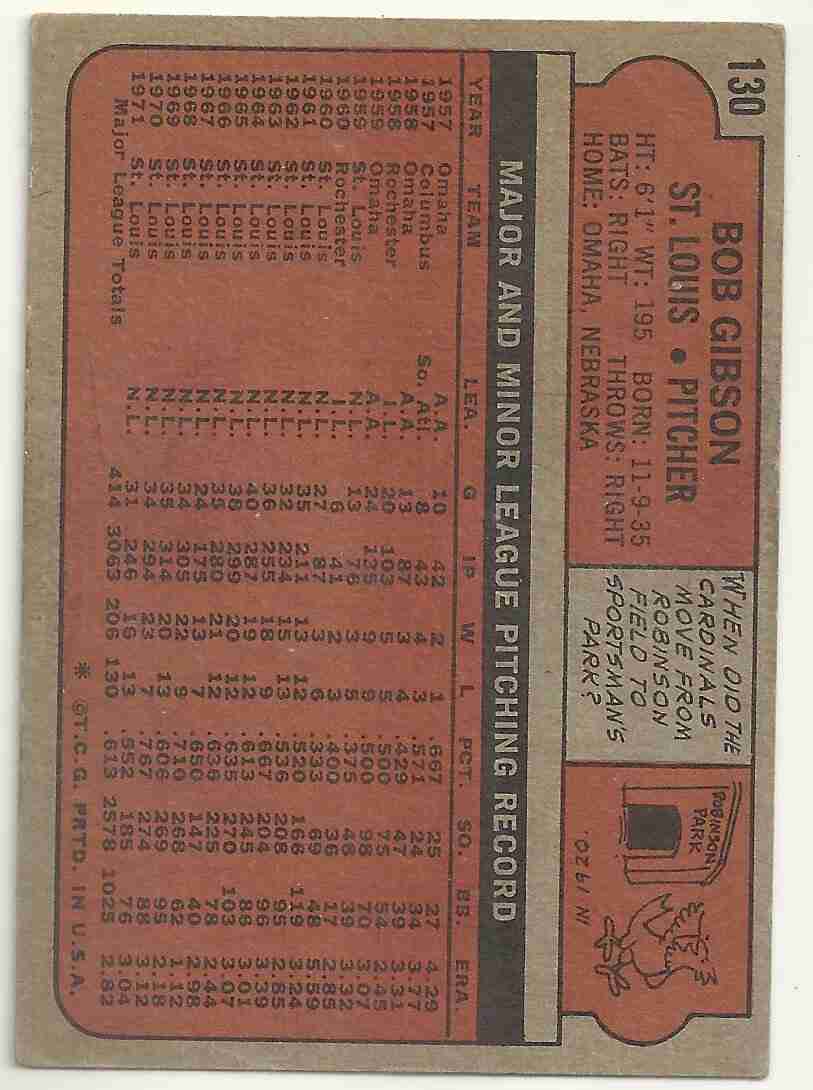 130
BOB GIBSON
ST. LOUIS • PITCHER
HT: 6'1" WT: 195 BORN: 11-9-35
BATS: RIGHT THROWS: RIGHT
HOME: OMAHA, NEBRASKA
WHEN DID THE
CARDINALS
MOVE FROM
ROBINSON
FIELD TO
SPORTSMAN'S
PARK?
ROBINSON
PARK
IN 1920.
MAJOR AND MINOR LEAGUE PITCHING RECORD
YEAR TEAM LEA. G IP W L PCT. SO. BB. ERA.
1957 Omaha A.A. 10 42 2 1 .667 25 27 4.29
1957 Columbus So. Atl. 8 43 4 3 .571 24 34 3.77
1958 Omaha A.A. 13 87 3 4 .429 47 39 3.31
1958 Rochester I.L. 20 103 5 5 .500 75 54 2.45
1959 Omaha A.A. 24 135 9 9 .500 98 70 3.07
1959 St. Louis N.L. 13 76 3 5 .375 48 39 3.32
1960 Rochester I.L. 6 41 2 3 .400 36 17 2.85
1960 St. Louis N.L. 27 87 3 6 .333 69 48 5.59
1961 St. Louis N.L. 35 211 13 12 .520 166 119 3.24
1962 St. Louis N.L. 32 234 15 13 .536 208 95 2.85
1963 St. Louis N.L. 36 255 18 9 .667 204 96 3.39
1964 St. Louis N.L. 40 287 19 12 .613 245 86 3.01
1965 St. Louis N.L. 38 299 20 12 .635 270 103 3.07
1966 St. Louis N.L. 35 280 21 12 .636 225 78 2.44
1967 St. Louis N.L. 24 175 13 7 .650 147 40 2.98
1968 St. Louis N.L. 34 305 22 9 .710 268 62 1.12
1969 St. Louis N.L. 35 314 20 13 .606 269 95 2.18
1970 St. Louis N.L. 34 294 23 7 .767 274 88 3.12
1971 St. Louis N.L. 31 246 16 13 .552 185 76 3.04
Major League Totals 414 3063 206 130 .613 2578 1025 2.82
* ©T.C.G. PRTD. IN U.S.A.